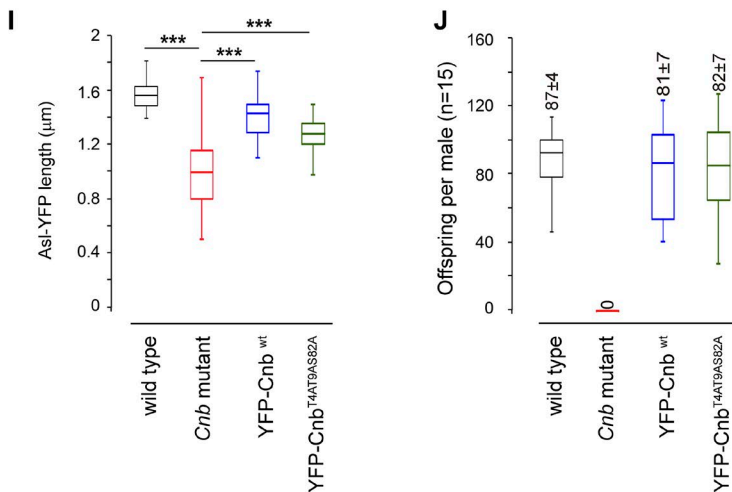 I
***
***
***
2
1.6
1.2
0.8
0.4
0
Asl-YFP length (μm)
wild type
Cnb mutant
YFP-Cnb wt
YFP-CnbT4AT9AS82A
J
160
120
80
40
0
Offspring per male (n=15)
87±4
0
81±7
82±7
wild type
Cnb mutant
YFP-Cnb wt
YFP-CnbT4AT9AS82A